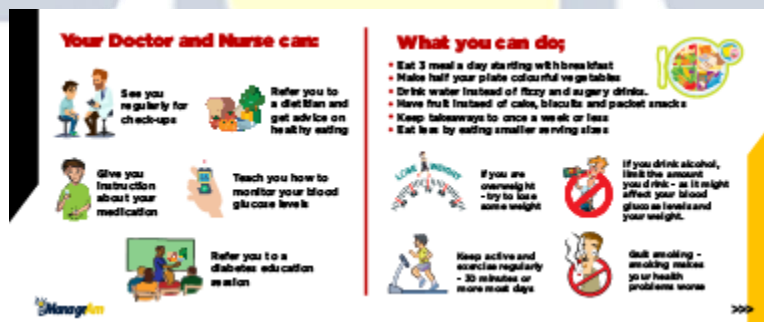 Your Doctor and Nurse can:
See you
regularly for
check-ups
Refer you to
a dietitian and
get advice on
healthy eating
Give you
instruction
about your
medication
Teach you how to
monitor your blood
glucose levels
Refer you to a
diabetes education
session
What you can do;
• Eat 3 meal a day starting with breakfast
• Make half your plate colourful vegetables
• Drink water instead of fizzy and sugary drinks.
• Have fruit instead of cake, biscuits and packet snacks
• Keep takeaways to once a week or less
• Eat less by eating smaller serving sizes
LOSE WEIGHT
If you are
overweight
- try to lose
some weight
If you drink alcohol,
limit the amount
you drink - as it might
affect your blood
glucose levels and
your weight.
Keep active and
exercise regularly
- 30 minutes or
more most days
Quit smoking -
smoking makes
your health
problems worse
>>>